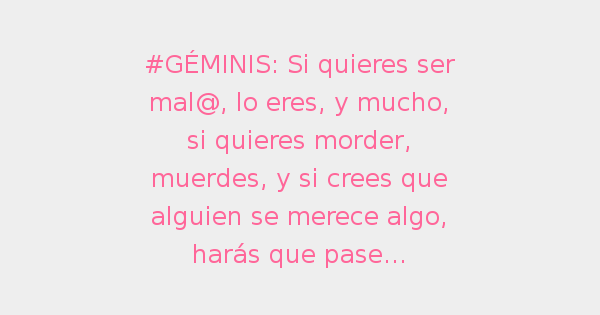 #GÉMINIS: Si quieres ser
mal@, lo eres, y mucho,
si quieres morder,
muerdes, y si crees que
alguien se merece algo,
harás que pase...